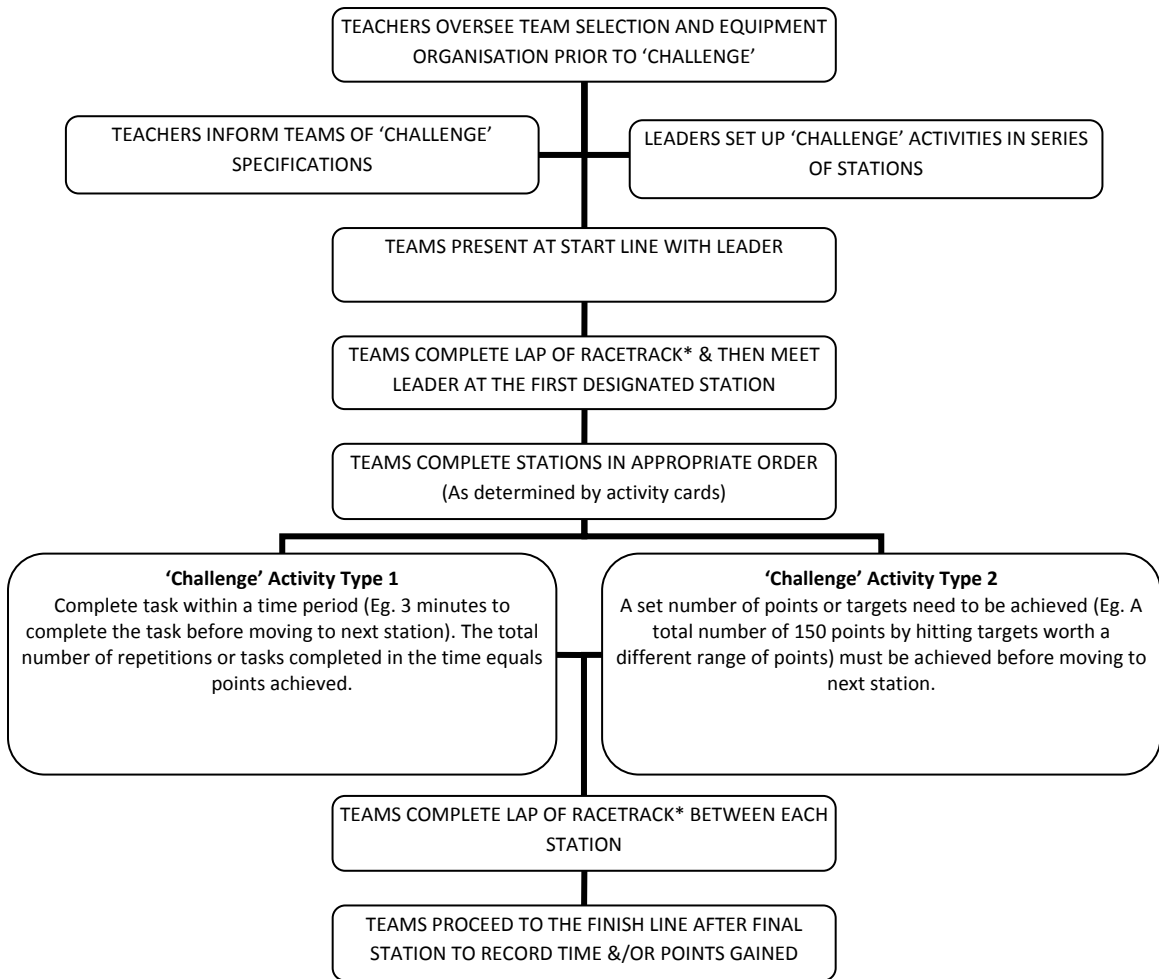 TEACHERS OVERSEE TEAM SELECTION AND EQUIPMENT
ORGANISATION PRIOR TO ‘CHALLENGE’
TEACHERS INFORM TEAMS OF ‘CHALLENGE’
SPECIFICATIONS
LEADERS SET UP ‘CHALLENGE’ ACTIVITIES IN SERIES
OF STATIONS
TEAMS PRESENT AT START LINE WITH LEADER
TEAMS COMPLETE LAP OF RACETRACK* & THEN MEET
LEADER AT THE FIRST DESIGNATED STATION
TEAMS COMPLETE STATIONS IN APPROPRIATE ORDER
(As determined by activity cards)
‘Challenge’ Activity Type 1
Complete task within a time period (Eg. 3 minutes to
complete the task before moving to next station). The total
number of repetitions or tasks completed in the time equals
points achieved.
‘Challenge’ Activity Type 2
A set number of points or targets need to be achieved (Eg. A
total number of 150 points by hitting targets worth a
different range of points) must be achieved before moving to
next station.
TEAMS COMPLETE LAP OF RACETRACK* BETWEEN EACH
STATION
TEAMS PROCEED TO THE FINISH LINE AFTER FINAL
STATION TO RECORD TIME &/OR POINTS GAINED